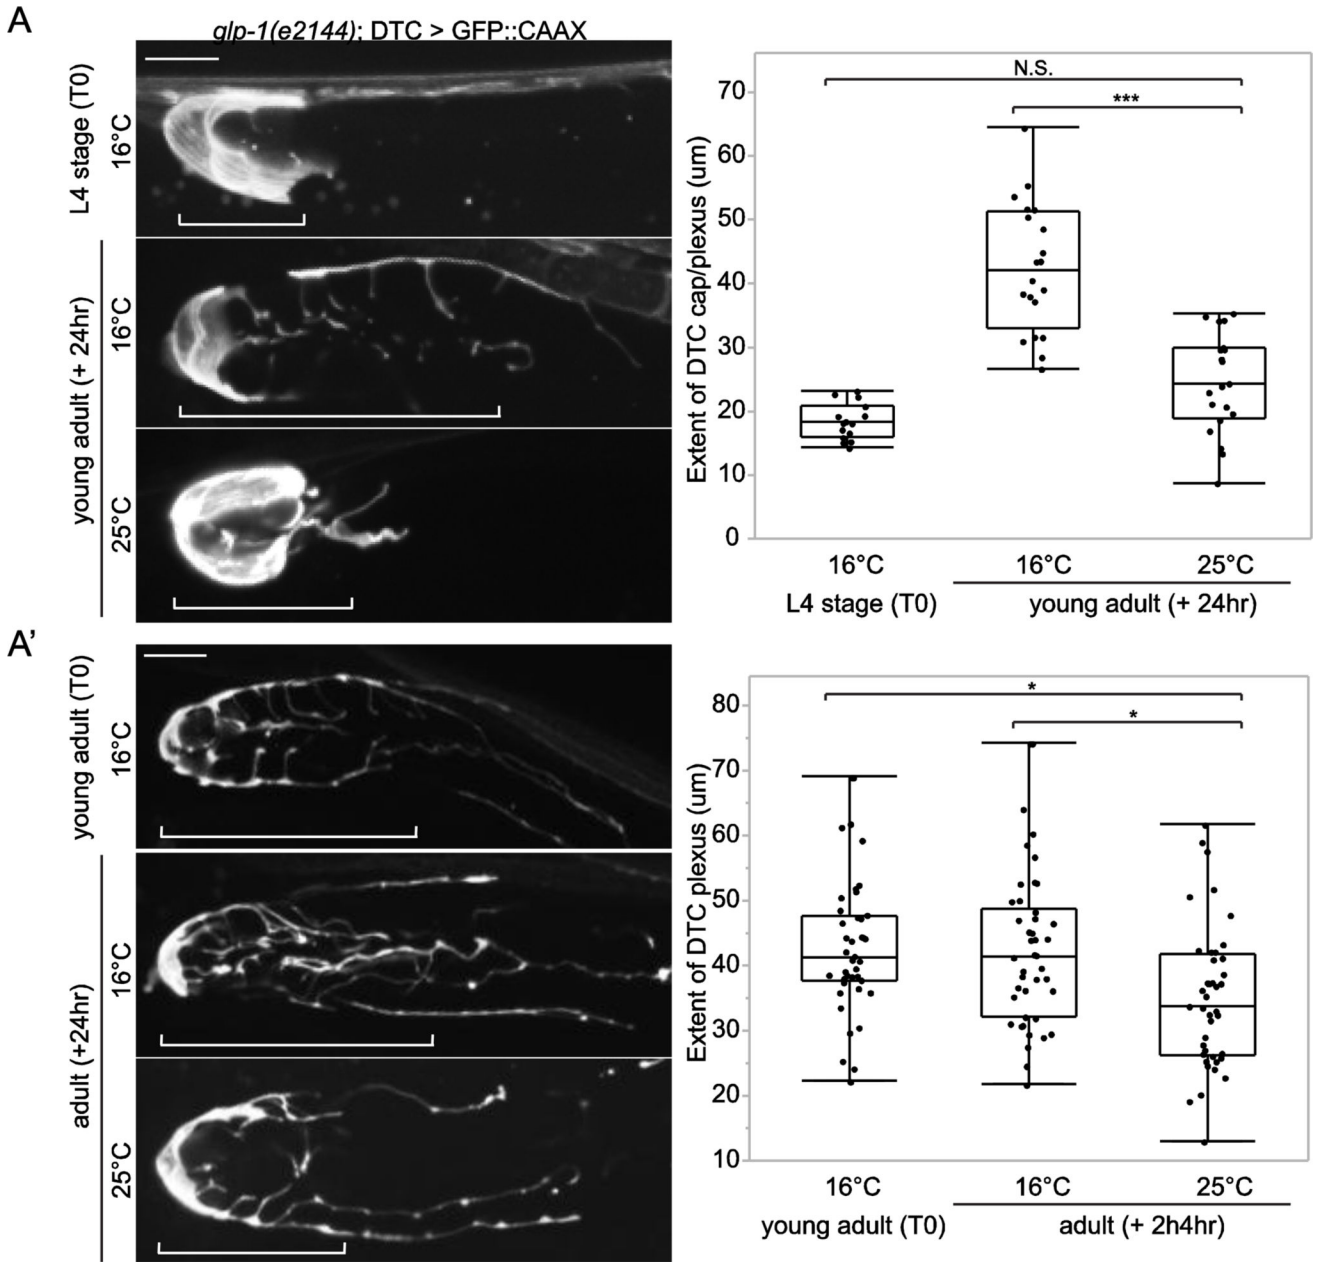 A
glp-1(e2144); DTC > GFP::CAAX
L4 stage (T0)
16°C
young adult (+ 24hr)
16°C
25°C
Extent of DTC cap/plexus (um)
70
60
50
40
30
20
10
0
N.S.
***
16°C 16°C 25°C
L4 stage (T0) young adult (+ 24hr)
A'
young adult (T0)
16°C
adult (+24hr)
16°C
25°C
Extent of DTC plexus (um)
80
70
60
50
40
30
20
10
*
*
16°C 16°C 25°C
young adult (T0) adult (+ 2h4hr)